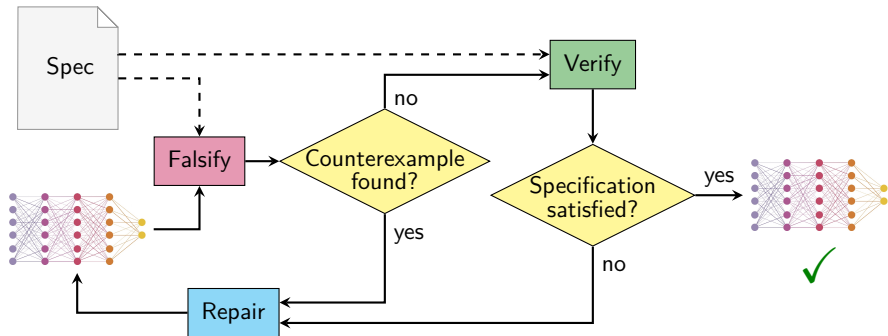 Spec
Verify
no
Falsify
Counterexample
found?
Specification
satisfied?
yes
yes
no
Repair